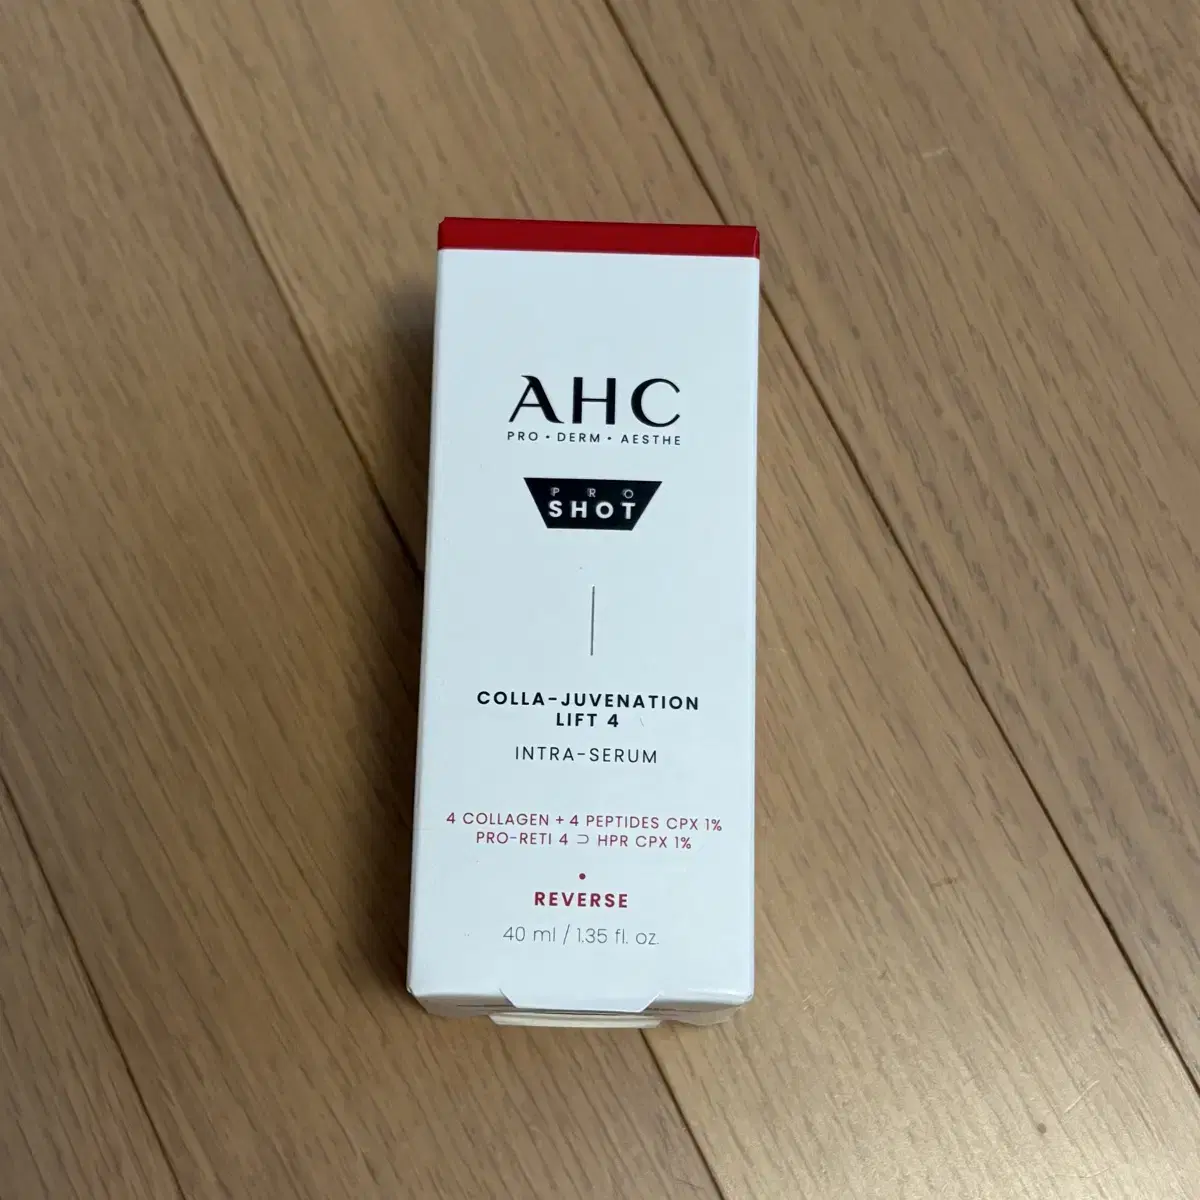 AHC
PRO • DERM • AESTHE
PRO
SHOT
COLLA-JUVENATION
LIFT 4
INTRA-SERUM
4 COLLAGEN + 4 PEPTIDES CPX 1%
PRO-RETI 4 ⊃ HPR CPX 1%
•
REVERSE
40 ml / 1.35 fl. oz.